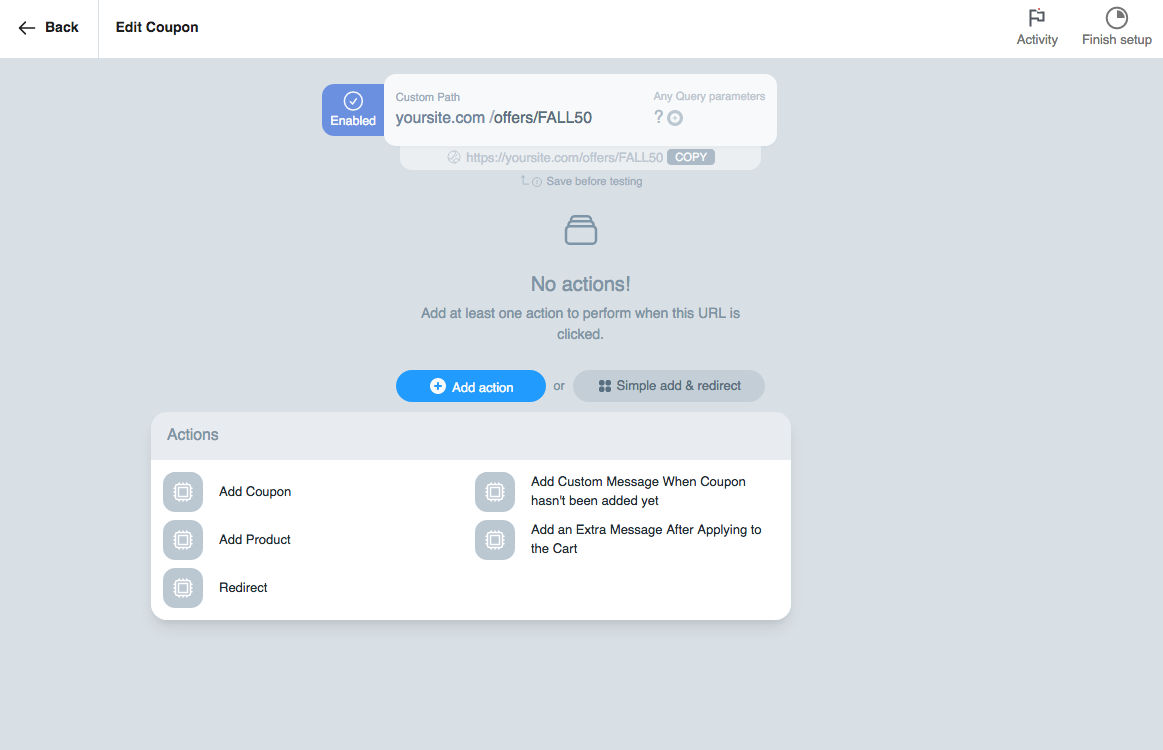 Back
Edit Coupon
Activity
Finish setup
Enabled
Custom Path
Any Query parameters
yoursite.com /offers/FALL50
?
https://yoursite.com/offers/FALL50 COPY
Save before testing
No actions!
Add at least one action to perform when this URL is
clicked.
Add action
or
Simple add & redirect
Actions
Add Coupon
Add Custom Message When Coupon
hasn't been added yet
Add Product
Add an Extra Message After Applying to
the Cart
Redirect